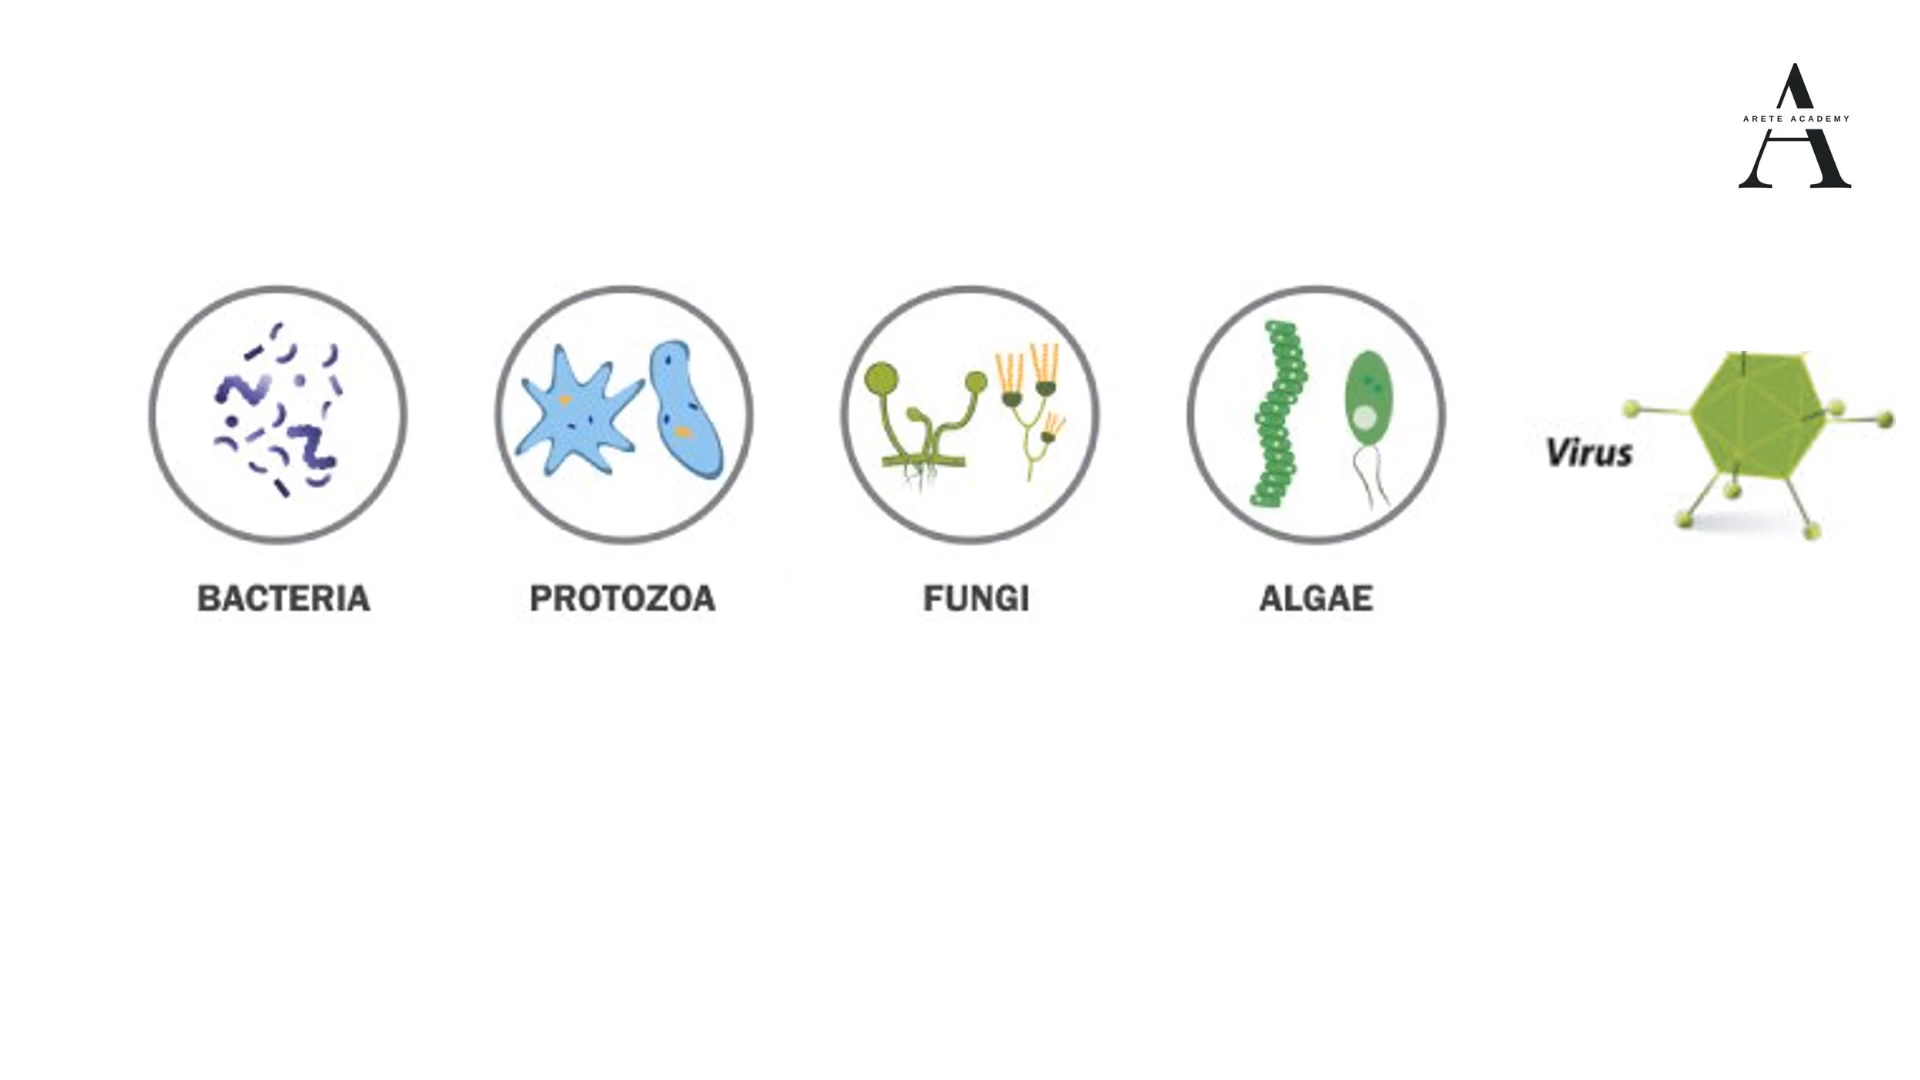 ARETE ACADEMY
Virus
BACTERIA
PROTOZOA
FUNGI
ALGAE